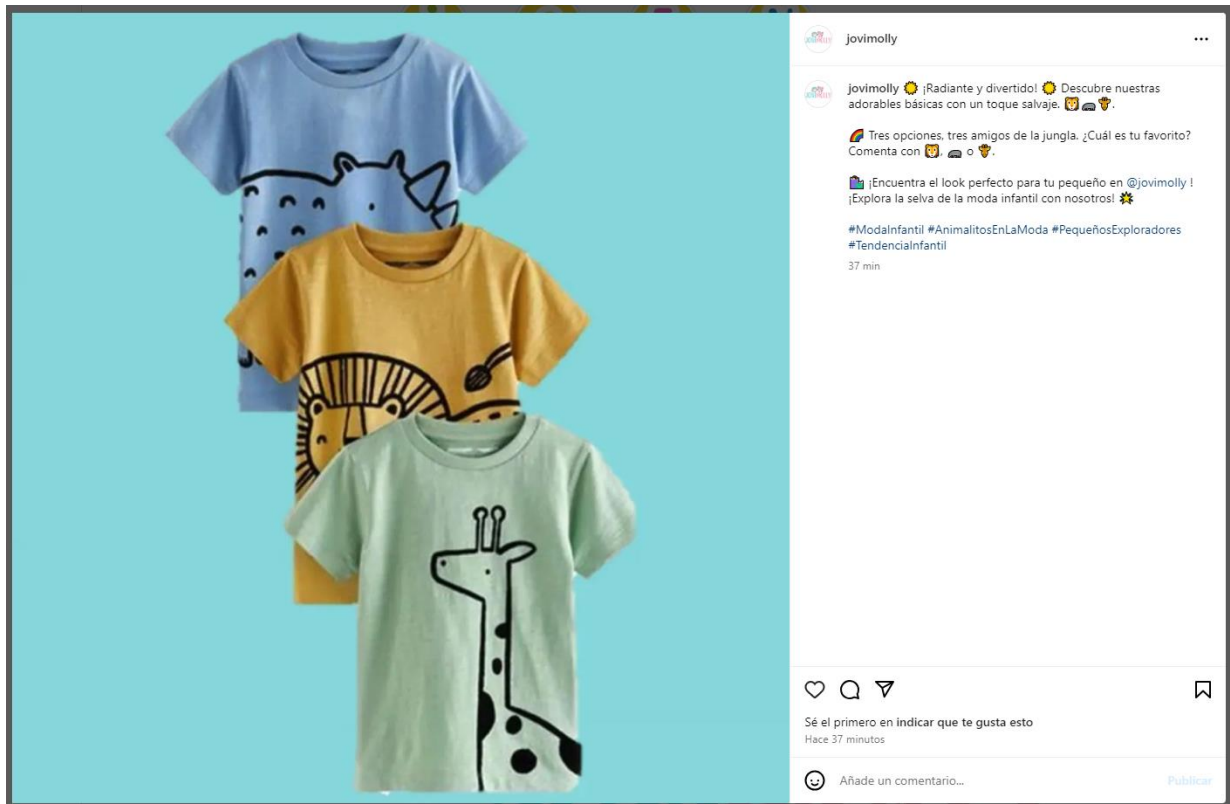 jovimolly
jovimolly 🌞 ¡Radiante y divertido! 🌞 Descubre nuestras
adorables básicas con un toque salvaje. 🦁🦏🦒.
🌈 Tres opciones, tres amigos de la jungla. ¿Cuál es tu favorito?
Comenta con 🦁, 🦏 o 🦒.
🛍️ ¡Encuentra el look perfecto para tu pequeño en @jovimolly !
¡Explora la selva de la moda infantil con nosotros! 🌟
#ModaInfantil #AnimalitosEnLaModa #PequeñosExploradores
#TendenciaInfantil
37 min
Sé el primero en indicar que te gusta esto
Hace 37 minutos
Añade un comentario...
Publicar